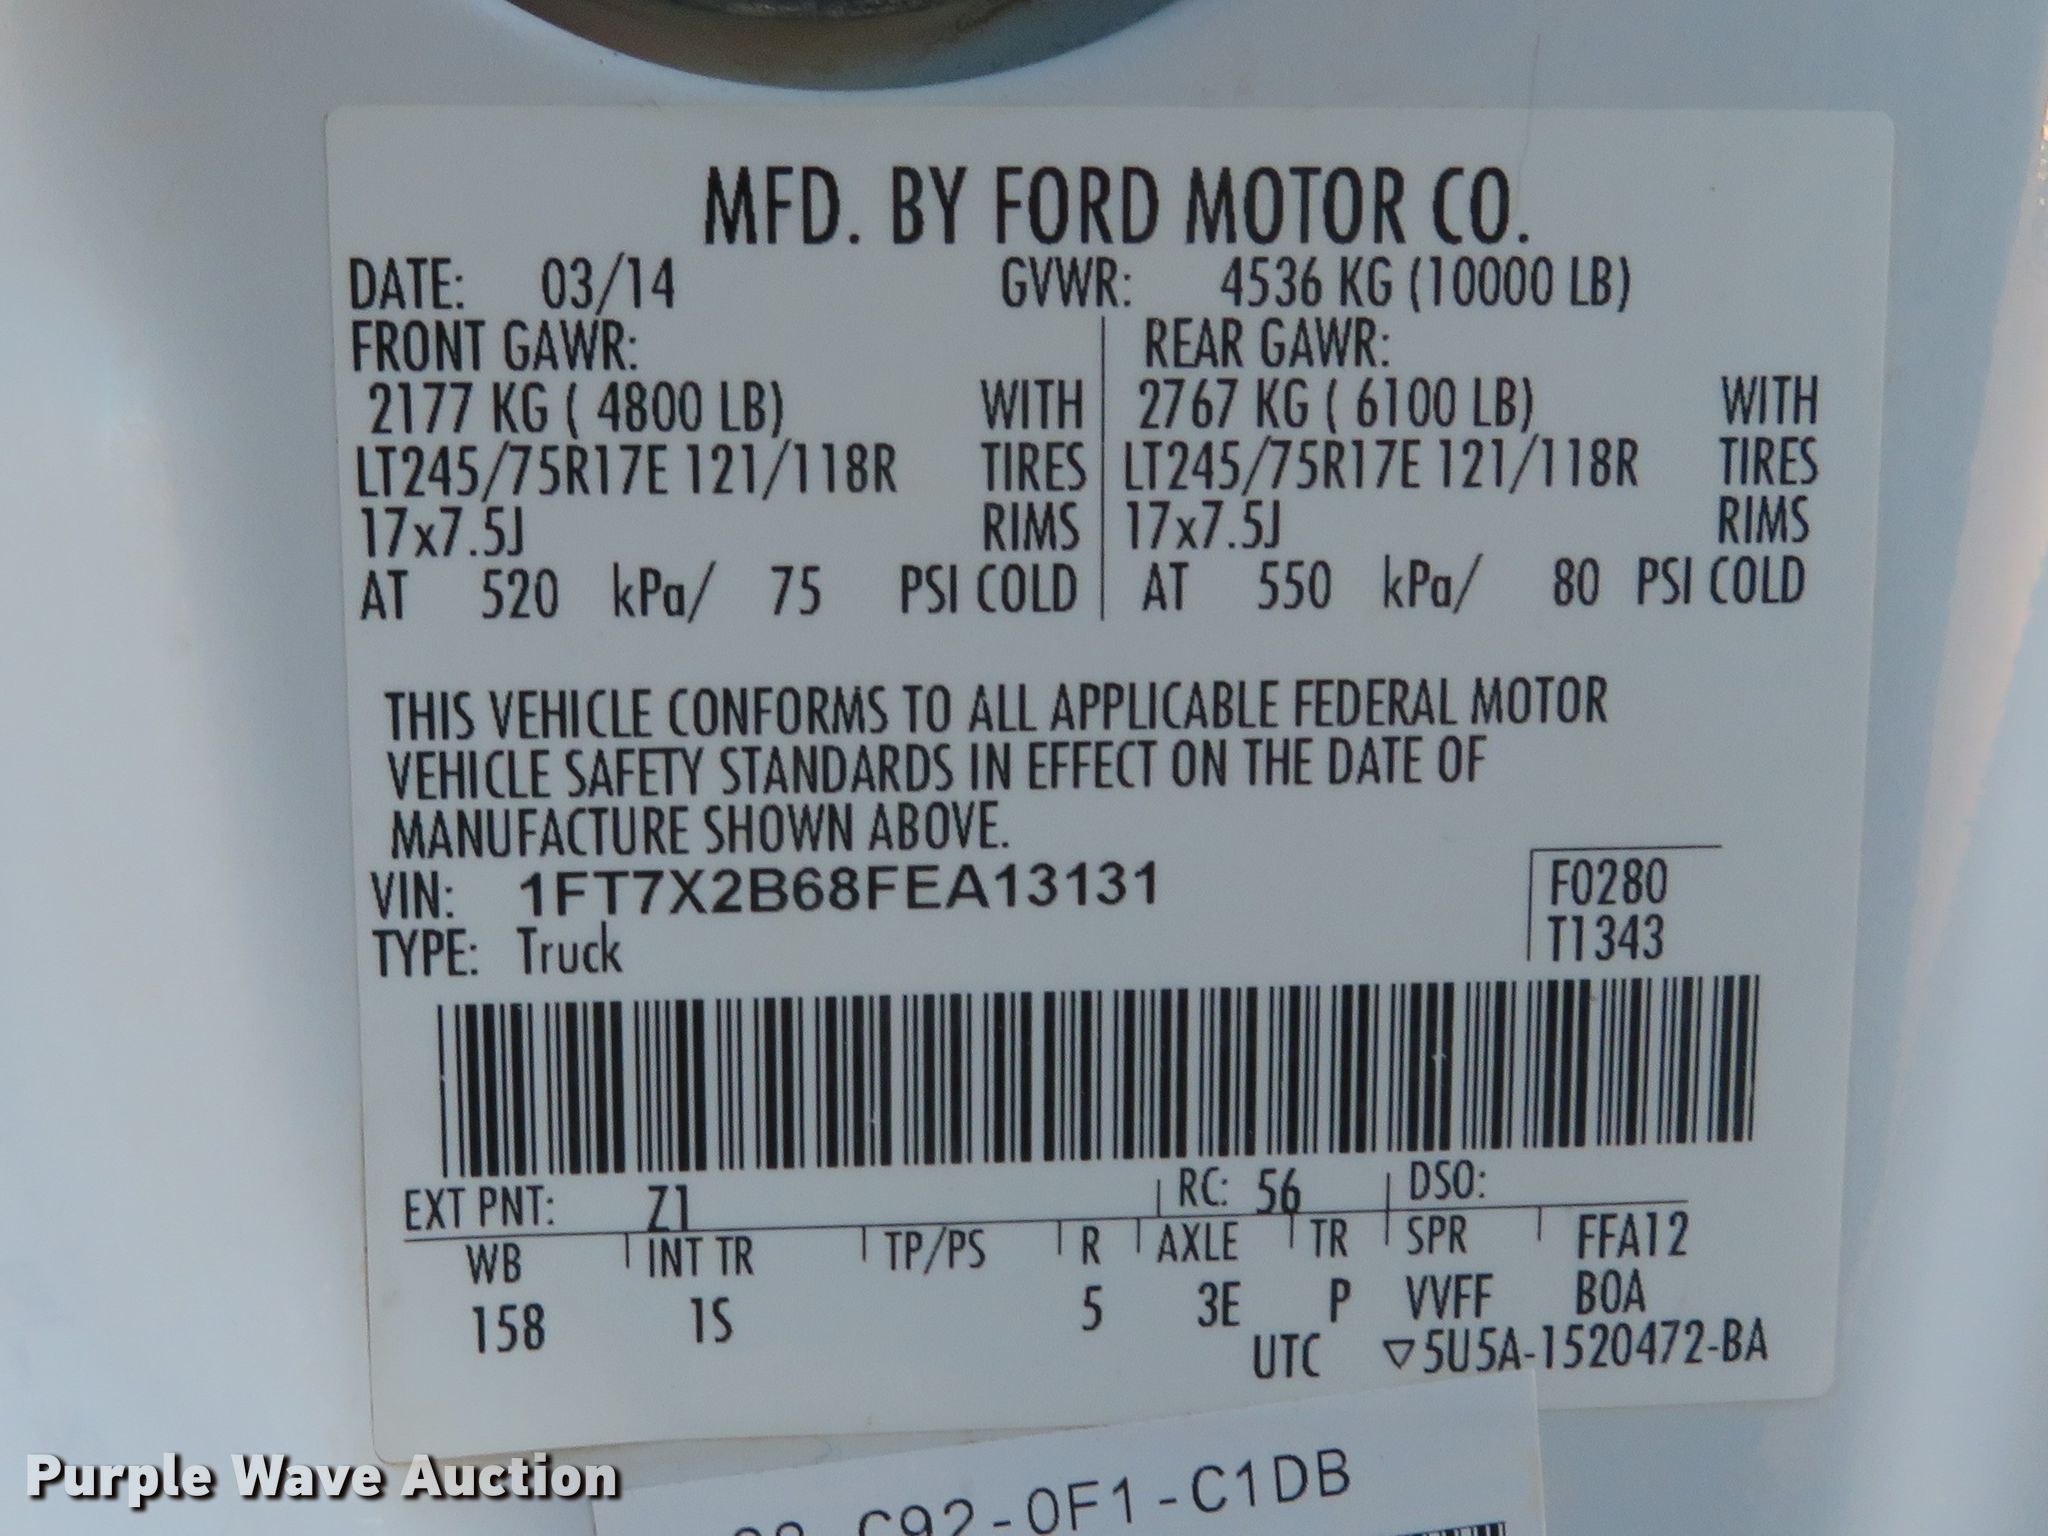 MFD. BY FORD MOTOR CO.
DATE: 03/14 GVWR: 4536 KG (10000 LB)
FRONT GAWR: REAR GAWR:
2177 KG ( 4800 LB) WITH 2767 KG ( 6100 LB) WITH
LT245/75R17E 121/118R TIRES LT245/75R17E 121/118R TIRES
17x7.5J RIMS 17x7.5J RIMS
AT 520 kPa/ 75 PSI COLD AT 550 kPa/ 80 PSI COLD
THIS VEHICLE CONFORMS TO ALL APPLICABLE FEDERAL MOTOR
VEHICLE SAFETY STANDARDS IN EFFECT ON THE DATE OF
MANUFACTURE SHOWN ABOVE.
VIN: 1FT7X2B68FEA13131 F0280
TYPE: Truck T1343
EXT PNT: Z1 RC: 56 DSO:
WB INT TR TP/PS R AXLE TR SPR FFA12
158 1S 5 3E P VVFF BOA
UTC ▽5U5A-1520472-BA
C92-0F1-C1DB
Purple Wave Auction